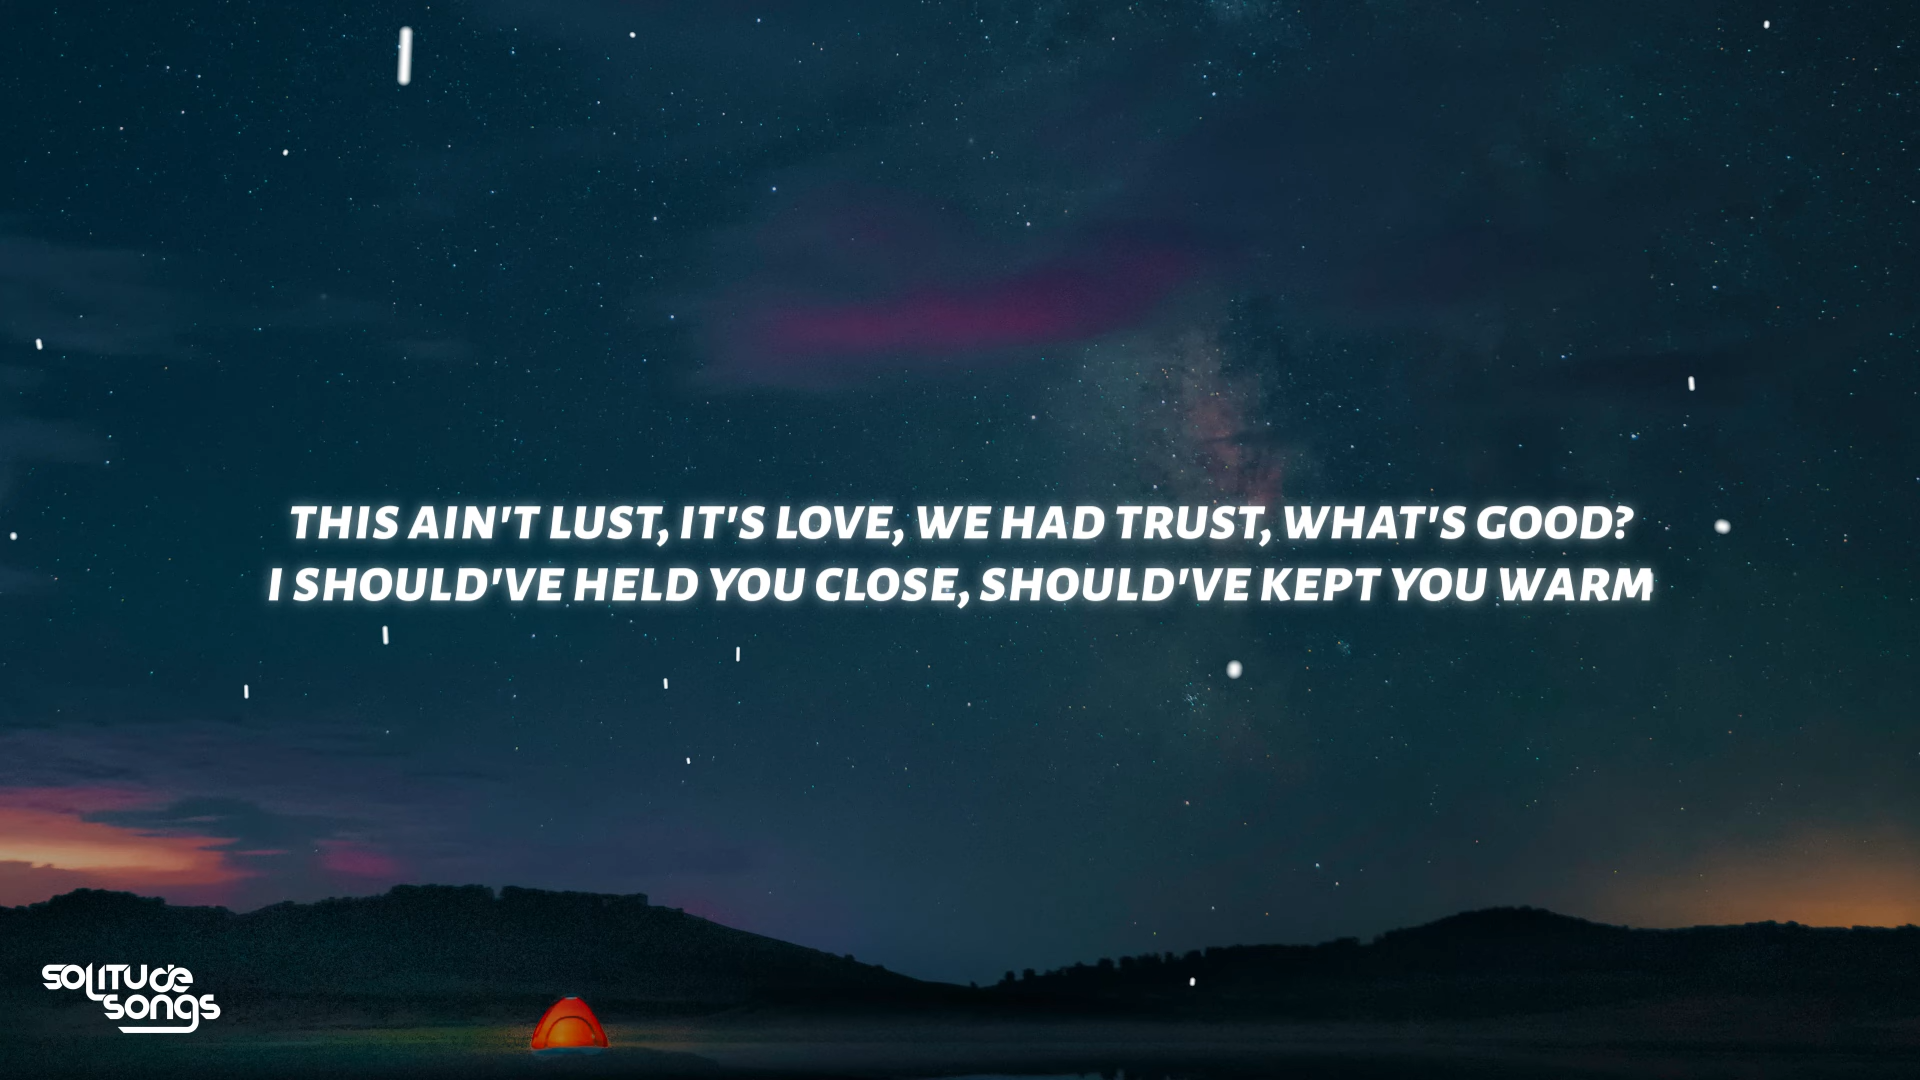 THIS AIN'T LUST, IT'S LOVE, WE HAD TRUST, WHAT'S GOOD?
I SHOULD'VE HELD YOU CLOSE, SHOULD'VE KEPT YOU WARM
SOLITUDE
SONGS